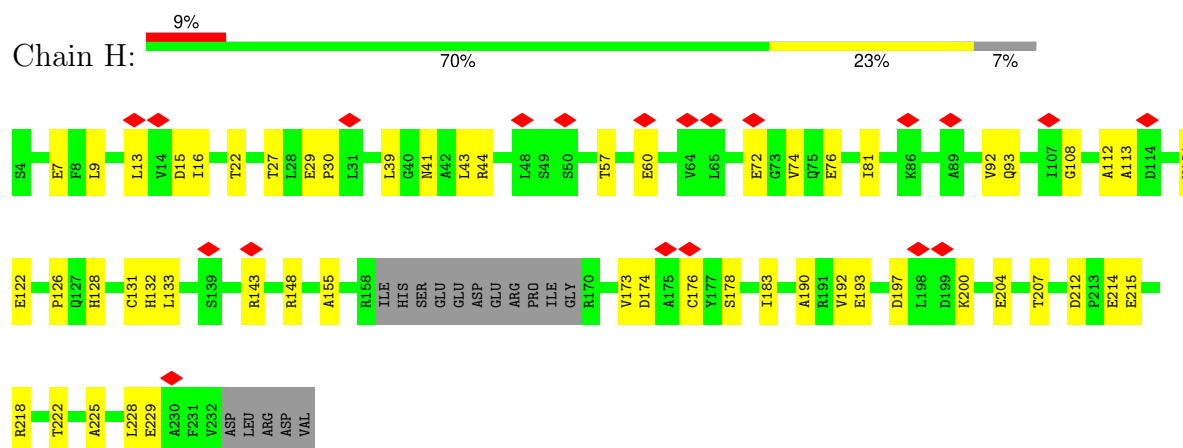 9%
Chain H:
70% 23% 7%
S4 E7 F8 L9 L13 V14 D15 I16 T22 T27 L28 E29 P30 L31 L39 G40 N41 A42 L43 R44 L48 S49 S50 T57 E60 V64 L65 E72 G73 V74 Q75 E76 I81 K86 A89 V92 Q93 I107 G108 A112 A113 D114
E122 P126 Q127 H128 C131 H132 L133 S139 R143 R148 A155 R158 ILE HIS SER GLU GLU ASP GLU ARG PRO ILE GLY R170 V173 D174 A175 C176 Y177 S178 I183 A190 R191 V192 E193 D197 L198 D199 K200 E204 T207 D212 P213 E214 E215
R218 T222 A225 L228 E229 A230 F231 V232 ASP LEU ARG ASP VAL